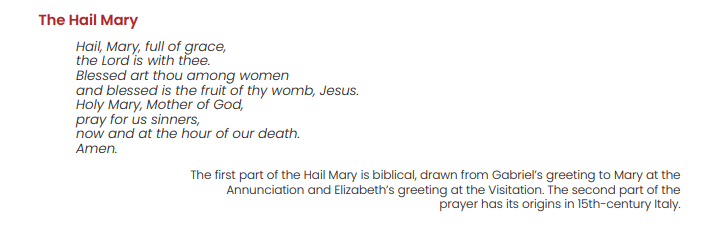 The Hail Mary
Hail, Mary, full of grace,
the Lord is with thee.
Blessed art thou among women
and blessed is the fruit of thy womb, Jesus.
Holy Mary, Mother of God,
pray for us sinners,
now and at the hour of our death.
Amen.
The first part of the Hail Mary is biblical, drawn from Gabriel's greeting to Mary at the
Annunciation and Elizabeth's greeting at the Visitation. The second part of the
prayer has its origins in 15th-century Italy.